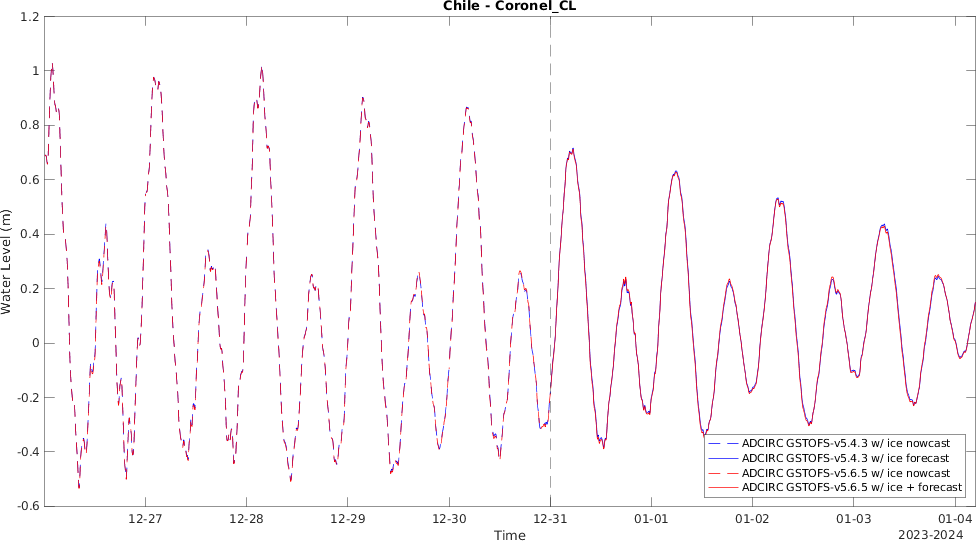 Chile - Coronel_CL
1.2
1
0.8
0.6
0.4
0.2
0
-0.2
-0.4
-0.6
Water Level (m)
12-27 12-28 12-29 12-30 12-31 01-01 01-02 01-03 01-04
Time
2023-2024
ADCIRC GSTOFS-v5.4.3 w/ ice nowcast
ADCIRC GSTOFS-v5.4.3 w/ ice forecast
ADCIRC GSTOFS-v5.6.5 w/ ice nowcast
ADCIRC GSTOFS-v5.6.5 w/ ice + forecast